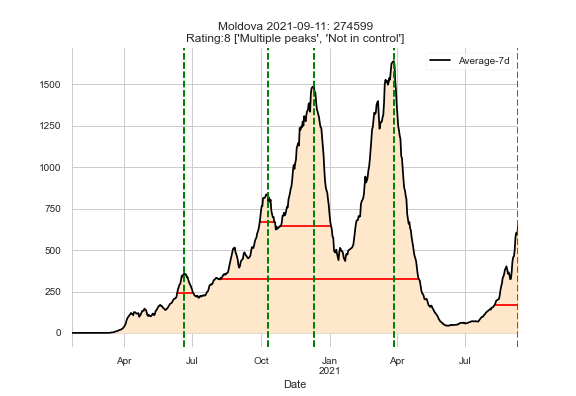 Moldova 2021-09-11: 274599
Rating:8 ['Multiple peaks', 'Not in control']
Average-7d
1500
1250
1000
750
500
250
0
Apr Jul Oct Jan Apr Jul
2021
Date